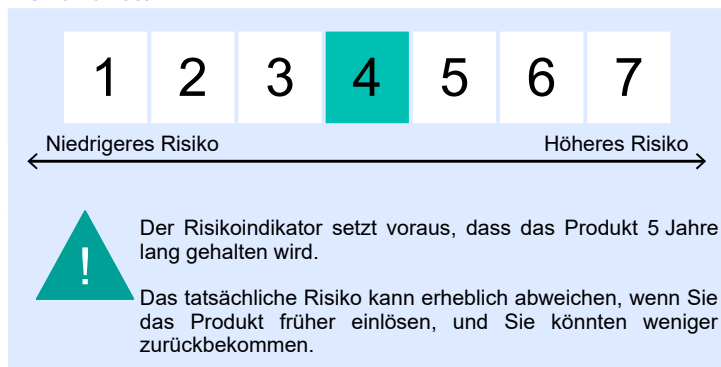 1 2 3 4 5 6 7
Niedrigeres Risiko Höheres Risiko
!
Der Risikoindikator setzt voraus, dass das Produkt 5 Jahre
lang gehalten wird.
Das tatsächliche Risiko kann erheblich abweichen, wenn Sie
das Produkt früher einlösen, und Sie könnten weniger
zurückbekommen.